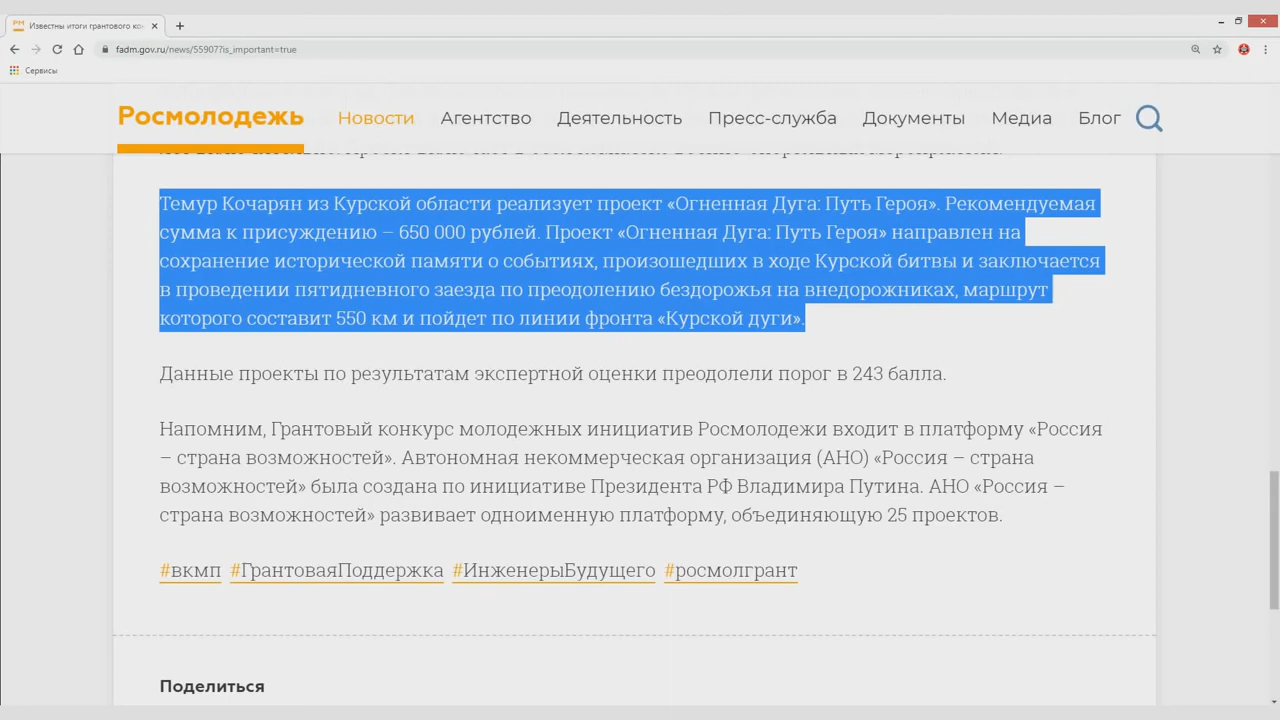 Известны итоги грантового ко
fadm.gov.ru/news/55907?is_important=true
Сервисы
Росмолодежь Новости Агентство Деятельность Пресс-служба Документы Медиа Блог
Темур Кочарян из Курской области реализует проект «Огненная Дуга: Путь Героя». Рекомендуемая
сумма к присуждению – 650 000 рублей. Проект «Огненная Дуга: Путь Героя» направлен на
сохранение исторической памяти о событиях, произошедших в ходе Курской битвы и заключается
в проведении пятидневного заезда по преодолению бездорожья на внедорожниках, маршрут
которого составит 550 км и пойдет по линии фронта «Курской дуги».
Данные проекты по результатам экспертной оценки преодолели порог в 243 балла.
Напомним, Грантовый конкурс молодежных инициатив Росмолодежи входит в платформу «Россия
– страна возможностей». Автономная некоммерческая организация (АНО) «Россия – страна
возможностей» была создана по инициативе Президента РФ Владимира Путина. АНО «Россия –
страна возможностей» развивает одноименную платформу, объединяющую 25 проектов.
#вкмп #ГрантоваяПоддержка #ИнженерыБудущего #росмолгрант
Поделиться